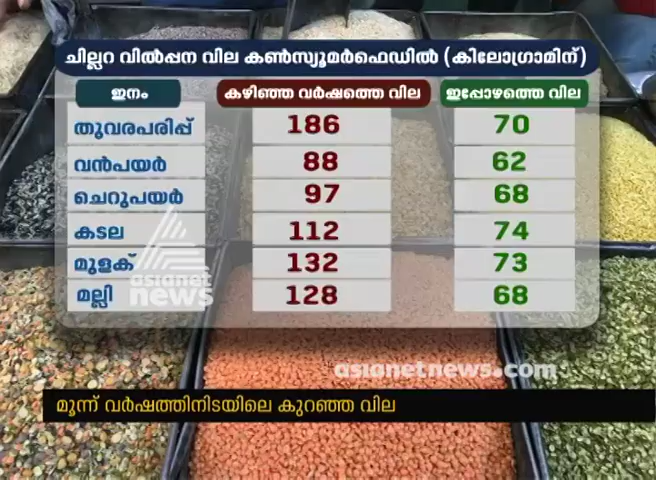 ചില്ലറ വിൽപ്പന വില കൺസ്യൂമർഫെഡിൽ (കിലോഗ്രാമിന്)
ഇനം കഴിഞ്ഞ വർഷത്തെ വില ഇപ്പോഴത്തെ വില
തുവരപരിപ്പ് 186 70
വൻപയർ 88 62
ചെറുപയർ 97 68
കടല 112 74
മുളക് 132 73
മല്ലി 128 68
asianet
news
asianetnews.com
മൂന്ന് വർഷത്തിനിടയിലെ കുറഞ്ഞ വില